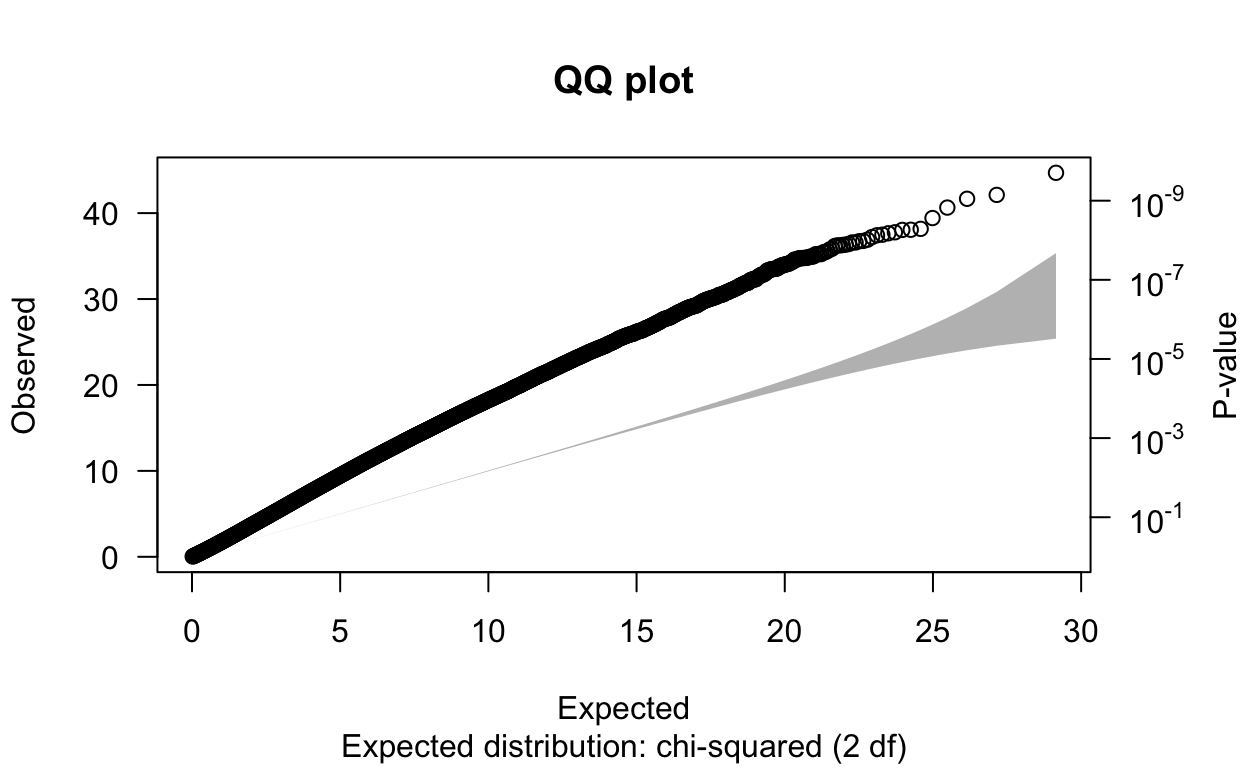 QQ plot
Observed
40
30
20
10
0
10^-9
10^-7
10^-5
10^-3
10^-1
P-value
0 5 10 15 20 25 30
Expected
Expected distribution: chi-squared (2 df)